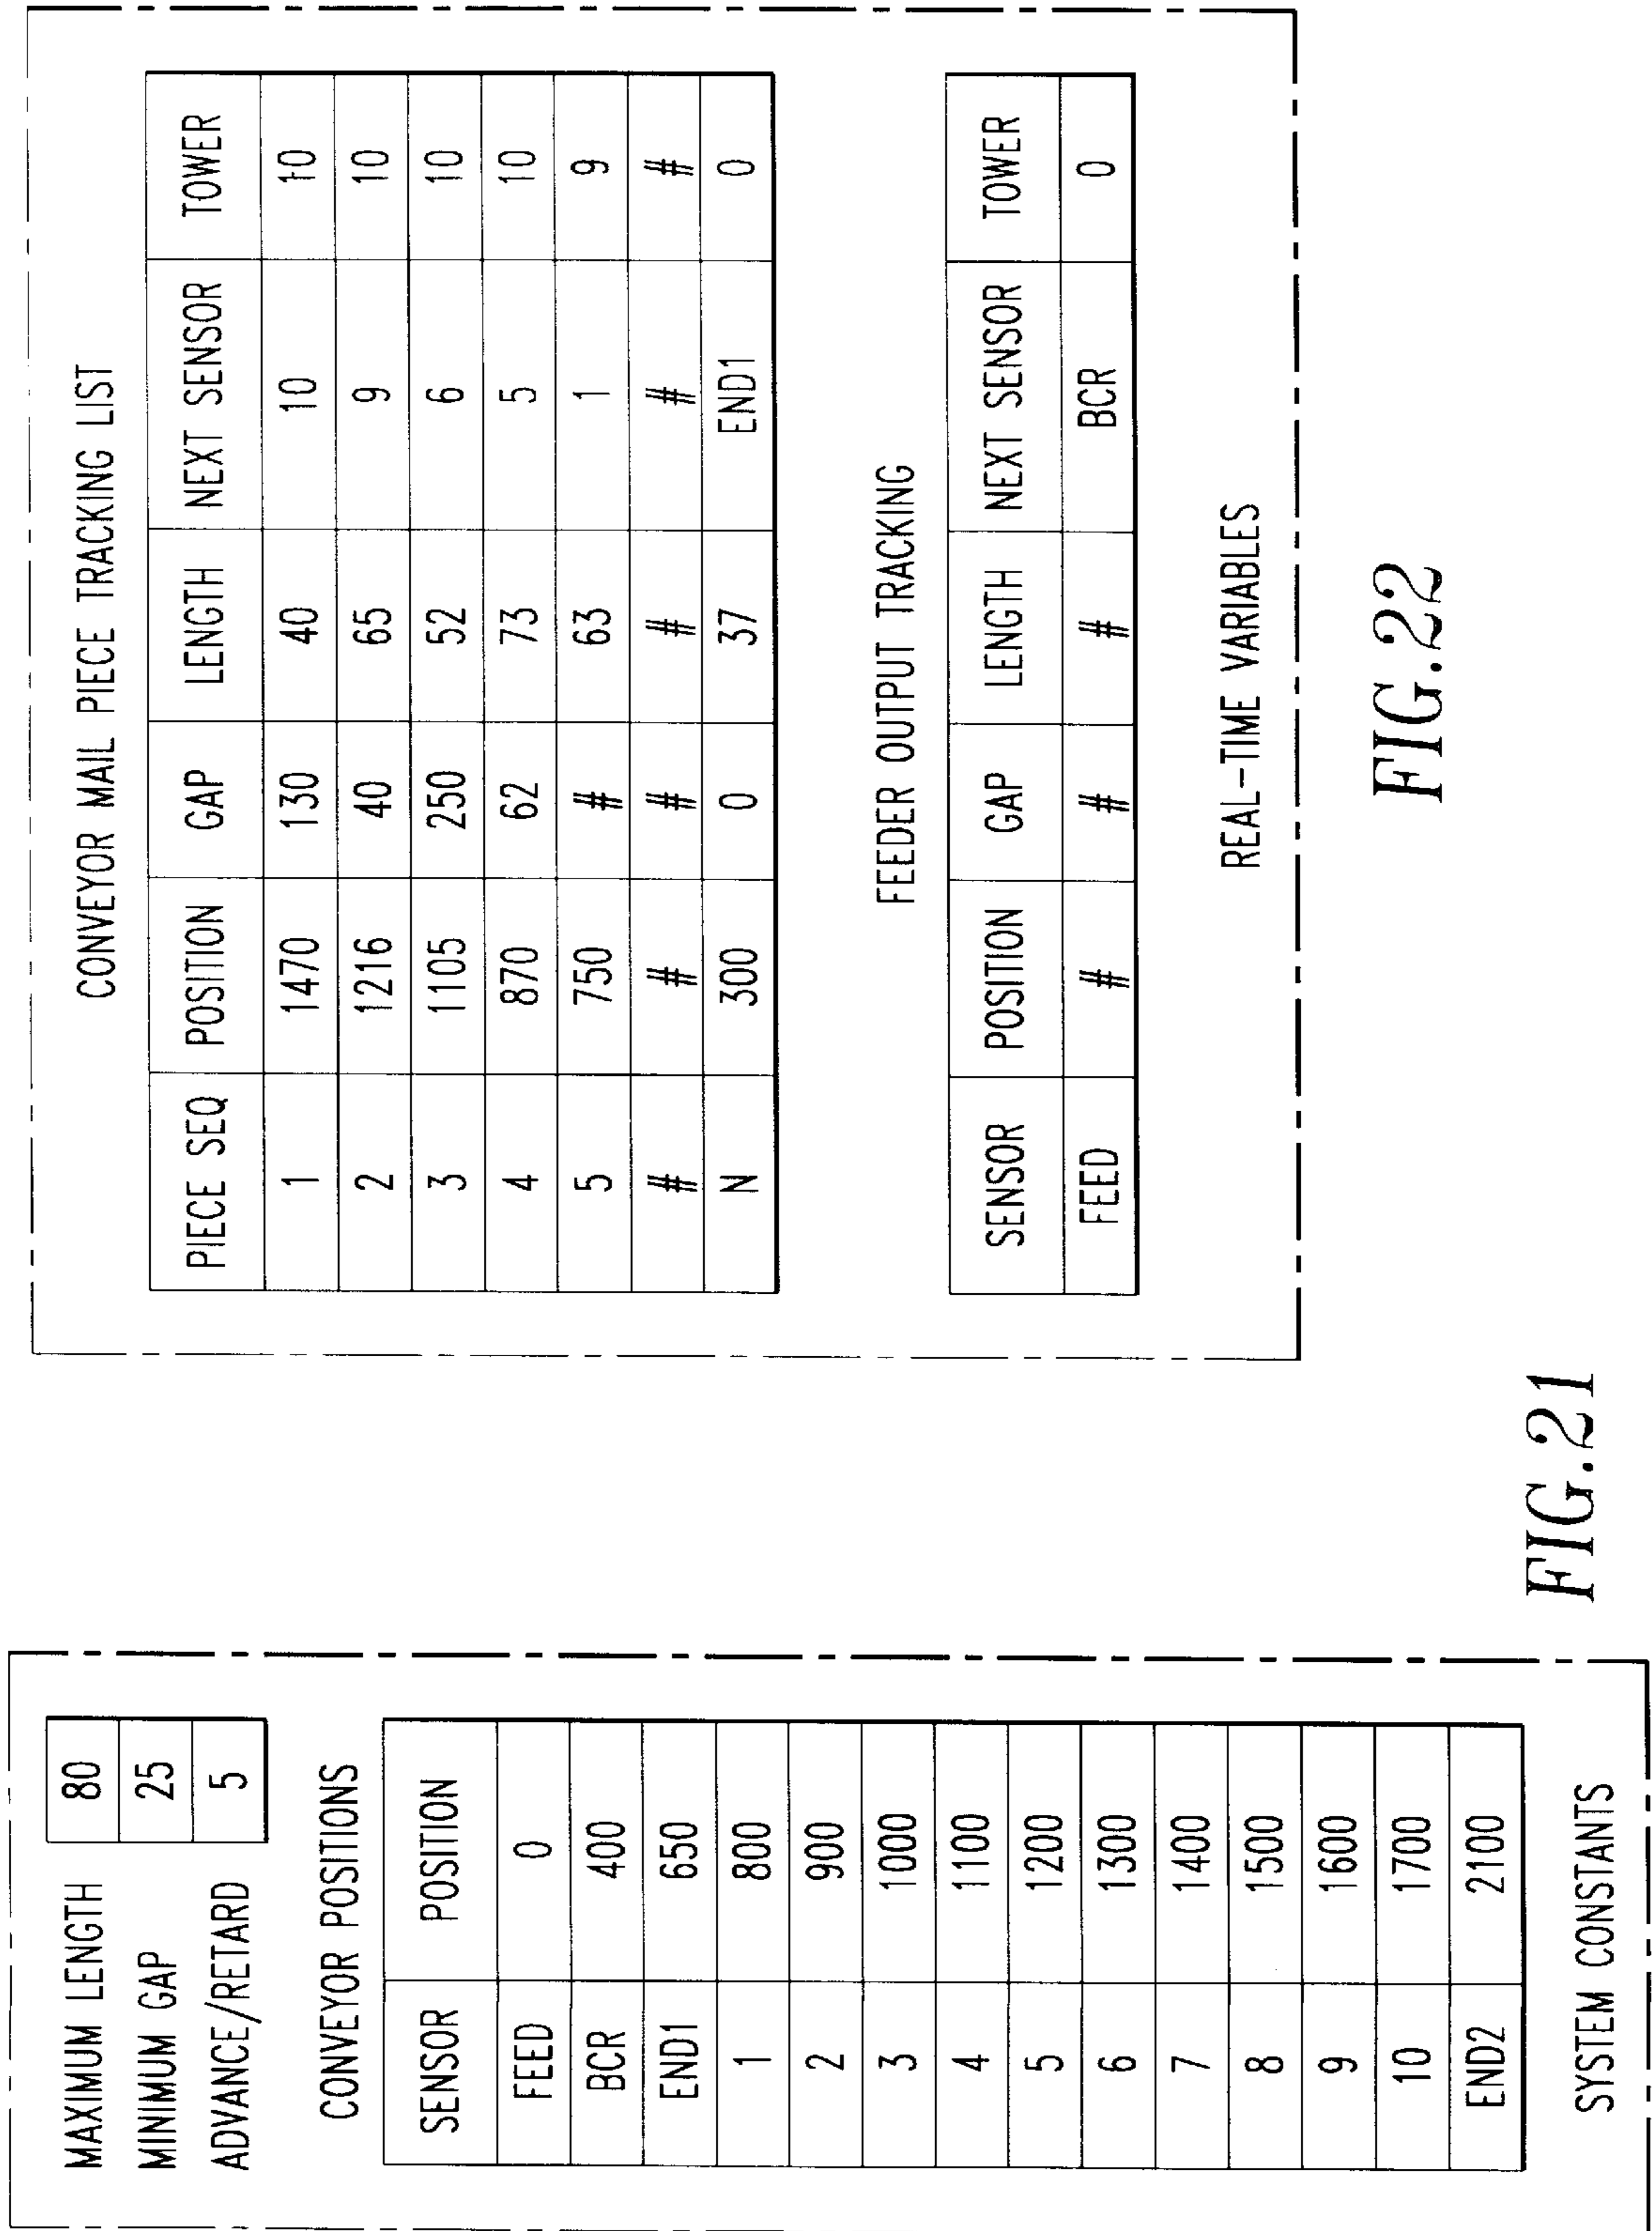 MAXIMUM LENGTH 80
MINIMUM GAP 25
ADVANCE/RETARD 5
CONVEYOR POSITIONS
SENSOR POSITION
FEED 0
BCR 400
END1 650
1 800
2 900
3 1000
4 1100
5 1200
6 1300
7 1400
8 1500
9 1600
10 1700
END2 2100
SYSTEM CONSTANTS
FIG.21
CONVEYOR MAIL PIECE TRACKING LIST
PIECE SEQ POSITION GAP LENGTH NEXT SENSOR TOWER
1 1470 130 40 10 10
2 1216 40 65 9 10
3 1105 250 52 6 10
4 870 62 73 5 10
5 750 # 63 1 9
# # # # # #
N 300 0 37 END1 0
FEEDER OUTPUT TRACKING
SENSOR POSITION GAP LENGTH NEXT SENSOR TOWER
FEED # # # BCR 0
REAL-TIME VARIABLES
FIG.22